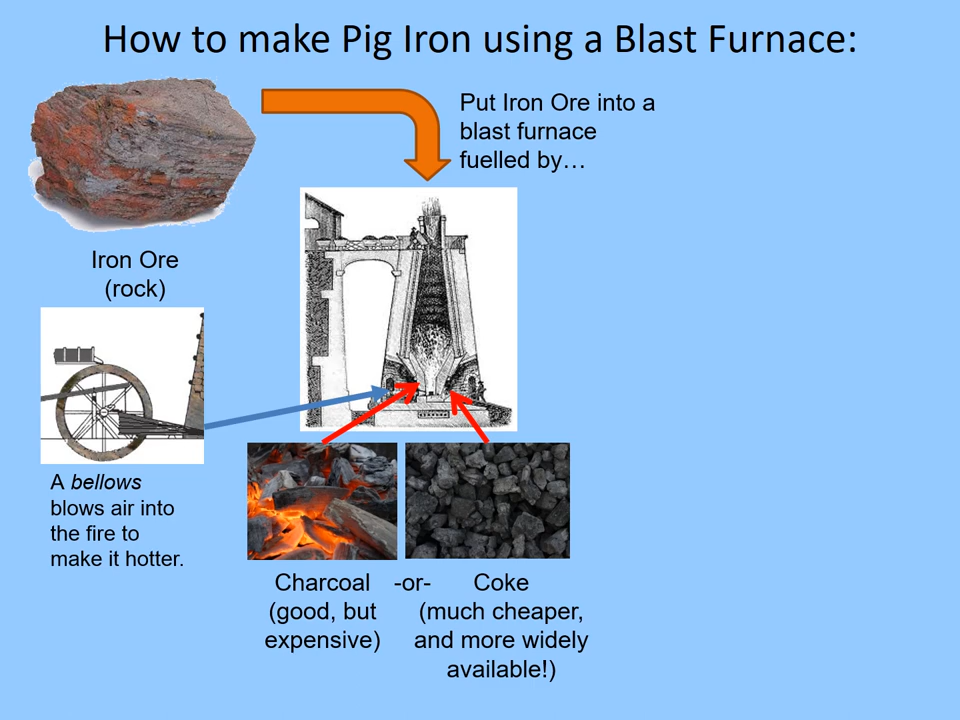 How to make Pig Iron using a Blast Furnace:
Put Iron Ore into a
blast furnace
fuelled by…
Iron Ore
(rock)
A bellows
blows air into
the fire to
make it hotter.
Charcoal
(good, but
expensive)
-or-
Coke
(much cheaper,
and more widely
available!)